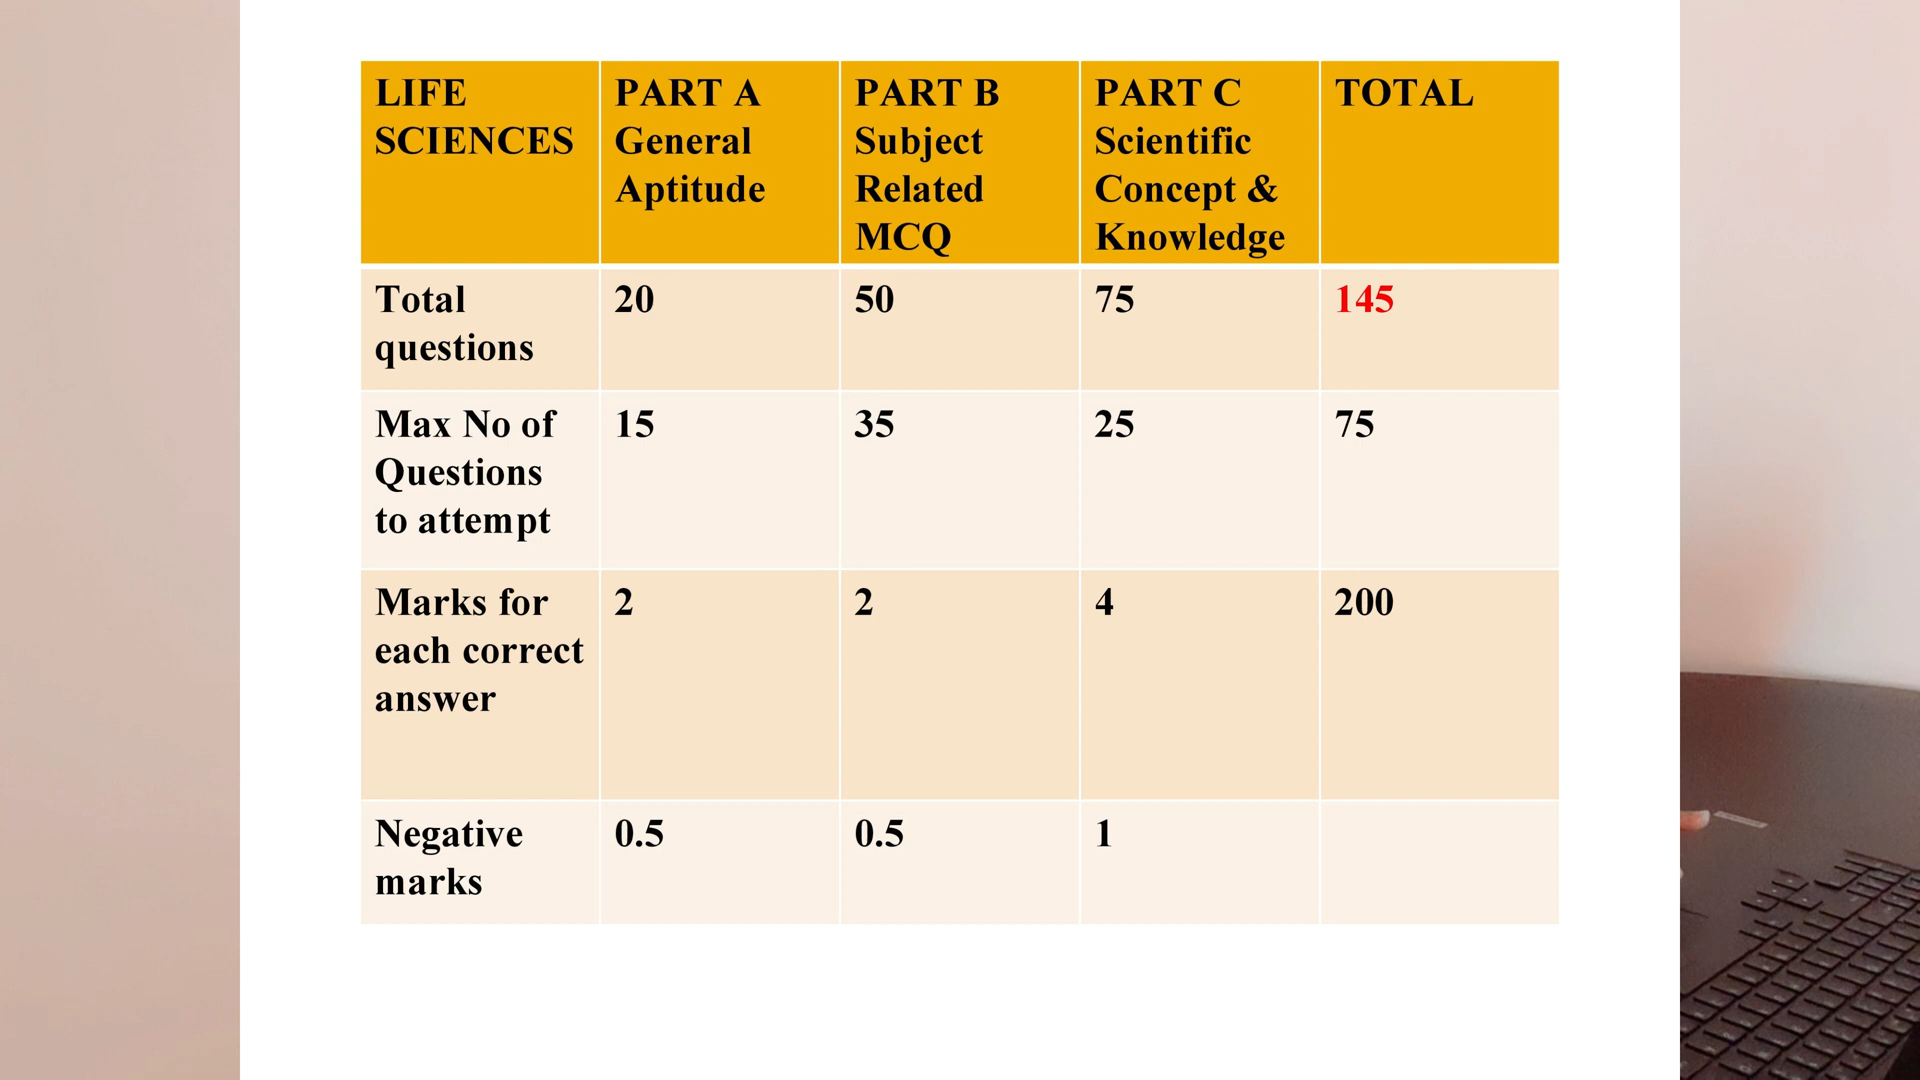 LIFE
SCIENCES
PART A
General
Aptitude
PART B
Subject
Related
MCQ
PART C
Scientific
Concept &
Knowledge
TOTAL
Total
questions
20
50
75
145
Max No of
Questions
to attempt
15
35
25
75
Marks for
each correct
answer
2
2
4
200
Negative
marks
0.5
0.5
1